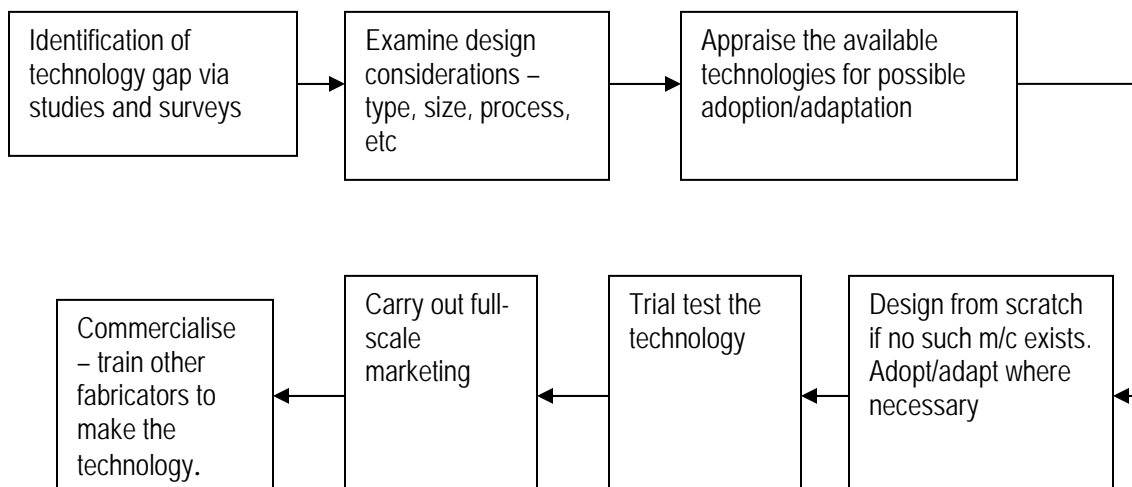 Identification of
technology gap via
studies and surveys
Examine design
considerations –
type, size, process,
etc
Appraise the available
technologies for possible
adoption/adaptation
Design from scratch
if no such m/c exists.
Adopt/adapt where
necessary
Trial test the
technology
Carry out full-
scale
marketing
Commercialise
– train other
fabricators to
make the
technology.